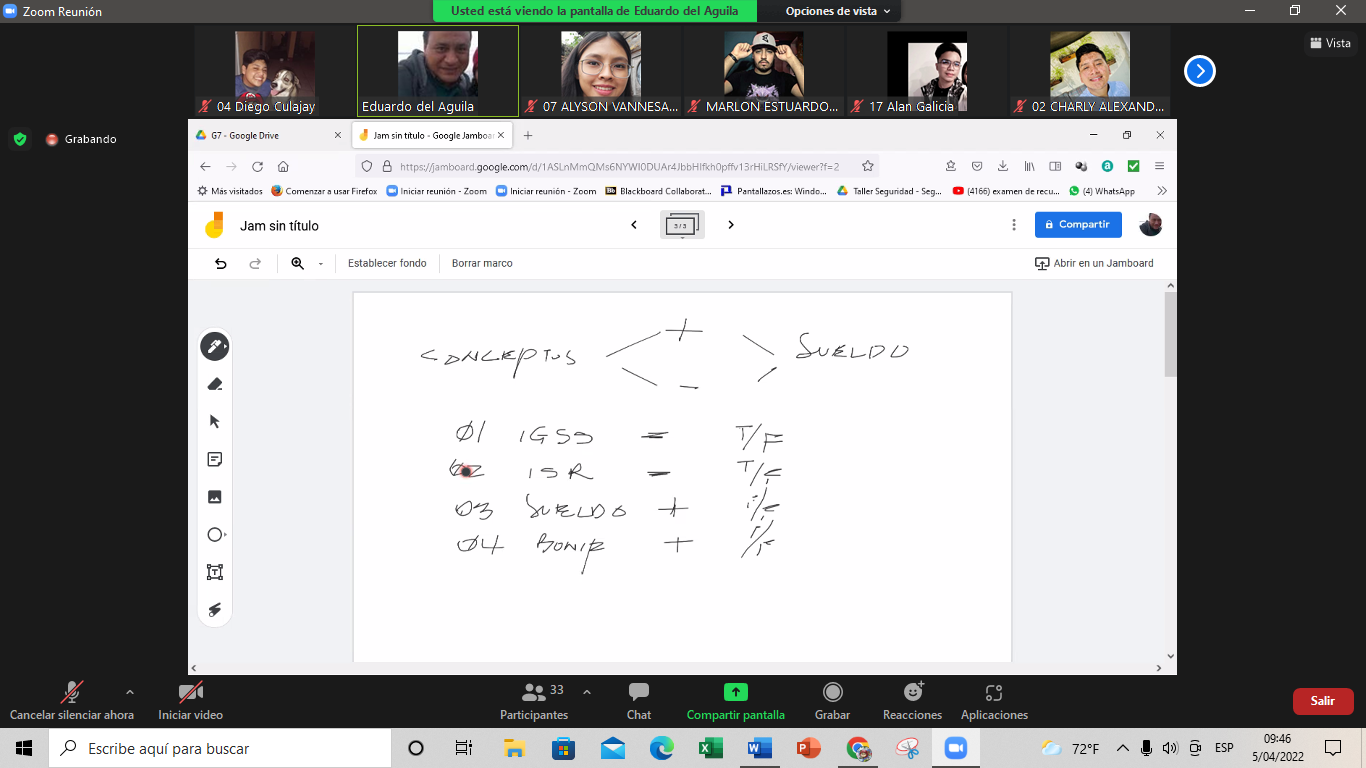 Zoom Reunión
Usted está viendo la pantalla de Eduardo del Aguila
Opciones de vista
Vista
04 Diego Culajay
Eduardo del Aguila
07 ALYSON VANNESA...
MARLON ESTUARDO...
17 Alan Galicia
02 CHARLY ALEXAND...
Grabando
G7 - Google Drive
Jam sin título - Google Jamboar
https://jamboard.google.com/d/1ASLnMmQMs6NYWI0DUAr4JbbHIfkh0pffv13rHiLRSfY/viewer?f=2
Más visitados
Comenzar a usar Firefox
Iniciar reunión - Zoom
Iniciar reunión - Zoom
Blackboard Collaborat...
Pantallazos.es: Windo...
Taller Seguridad - Seg...
(4166) examen de recu...
(4) WhatsApp
Jam sin título
3 / 3
Compartir
Establecer fondo
Borrar marco
Abrir en un Jamboard
CONCEPTOS + - SUELDO
01 IGSS = T/F
02 ISR = T/F
03 SUELDO + T/F
04 BONIF + T/F
Cancelar silenciar ahora
Iniciar video
33
Participantes
Chat
Compartir pantalla
Grabar
Reacciones
Aplicaciones
Salir
Escribe aquí para buscar
72°F
ESP
09:46
5/04/2022